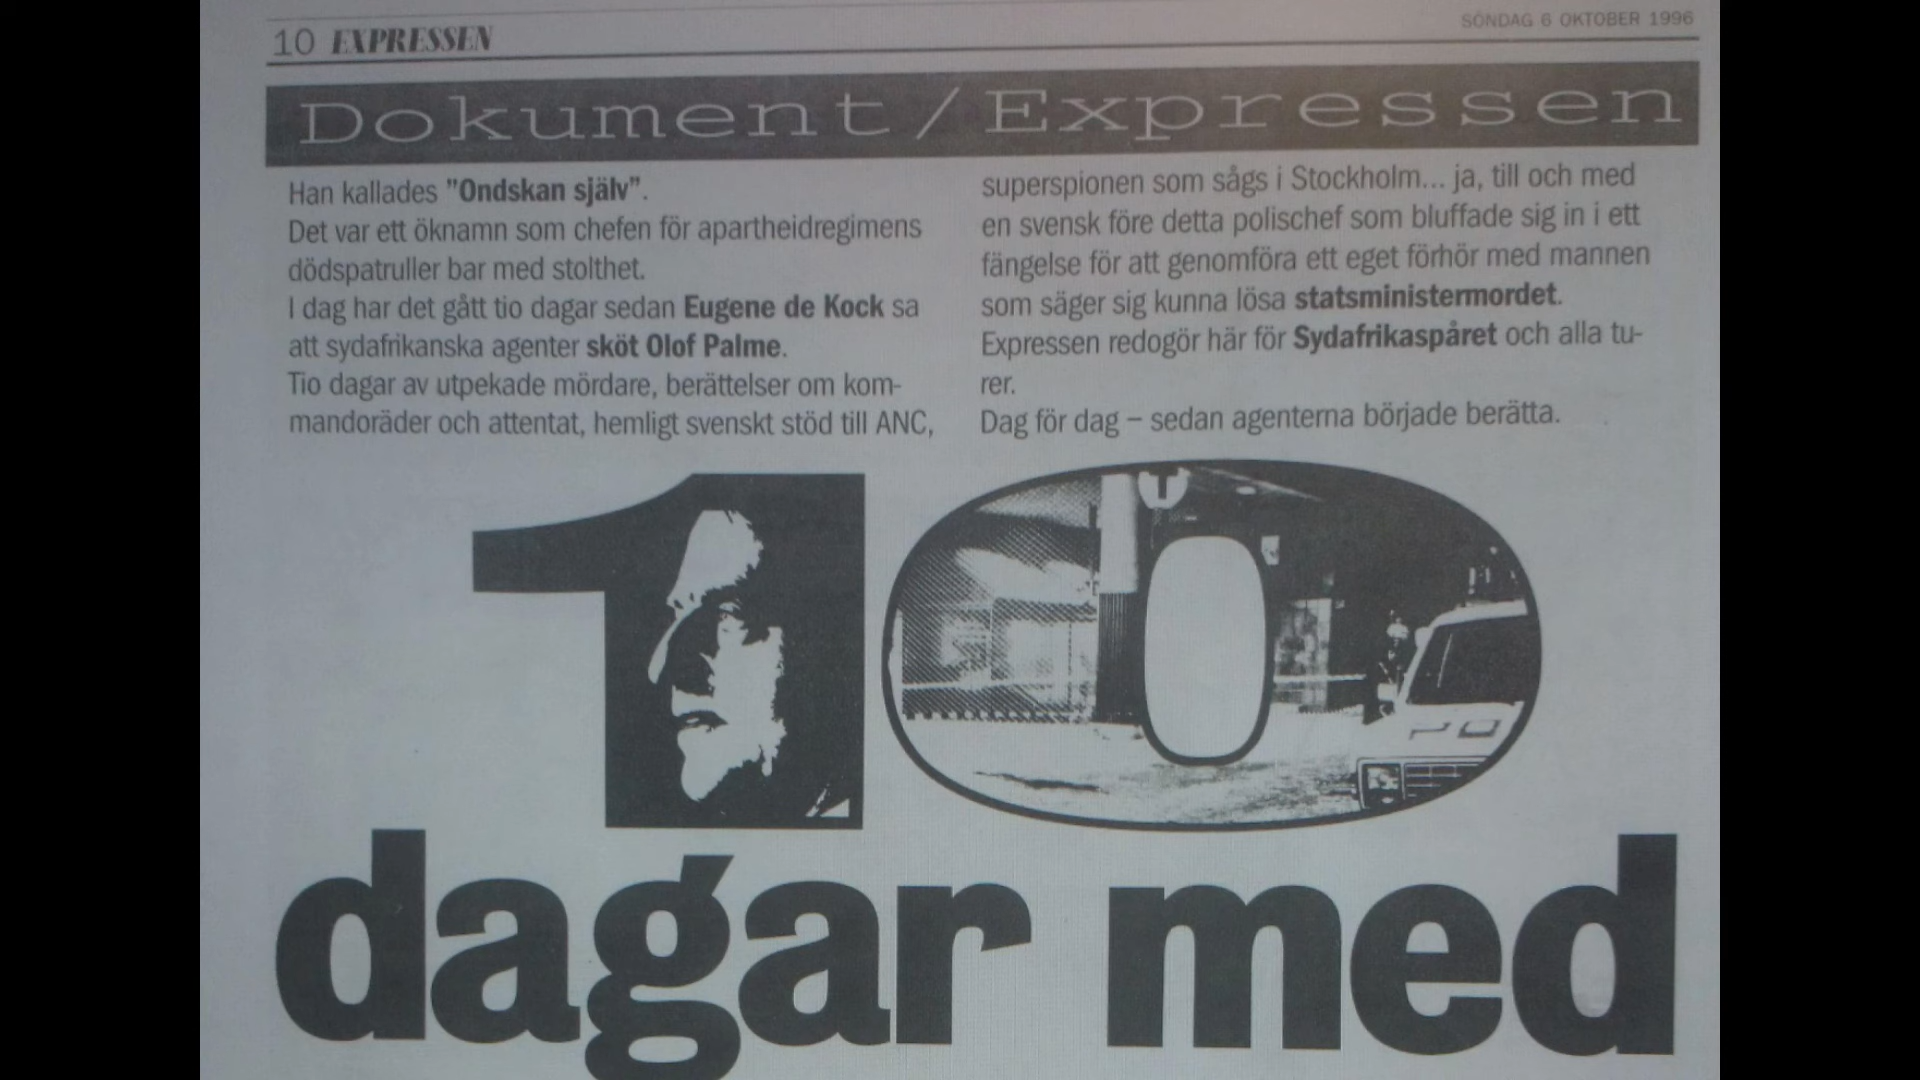 10 EXPRESSEN
SÖNDAG 6 OKTOBER 1996
Dokument/Expressen
Han kallades "Ondskan själv".
Det var ett öknamn som chefen för apartheidregimens
dödspatruller bar med stolthet.
I dag har det gått tio dagar sedan Eugene de Kock sa
att sydafrikanska agenter sköt Olof Palme.
Tio dagar av utpekade mördare, berättelser om kom-
mandoräder och attentat, hemligt svenskt stöd till ANC,
superspionen som sågs i Stockholm... ja, till och med
en svensk före detta polischef som bluffade sig in i ett
fängelse för att genomföra ett eget förhör med mannen
som säger sig kunna lösa statsministermordet.
Expressen redogör här för Sydafrikaspåret och alla tu-
rer.
Dag för dag – sedan agenterna började berätta.
10
T
dagar med